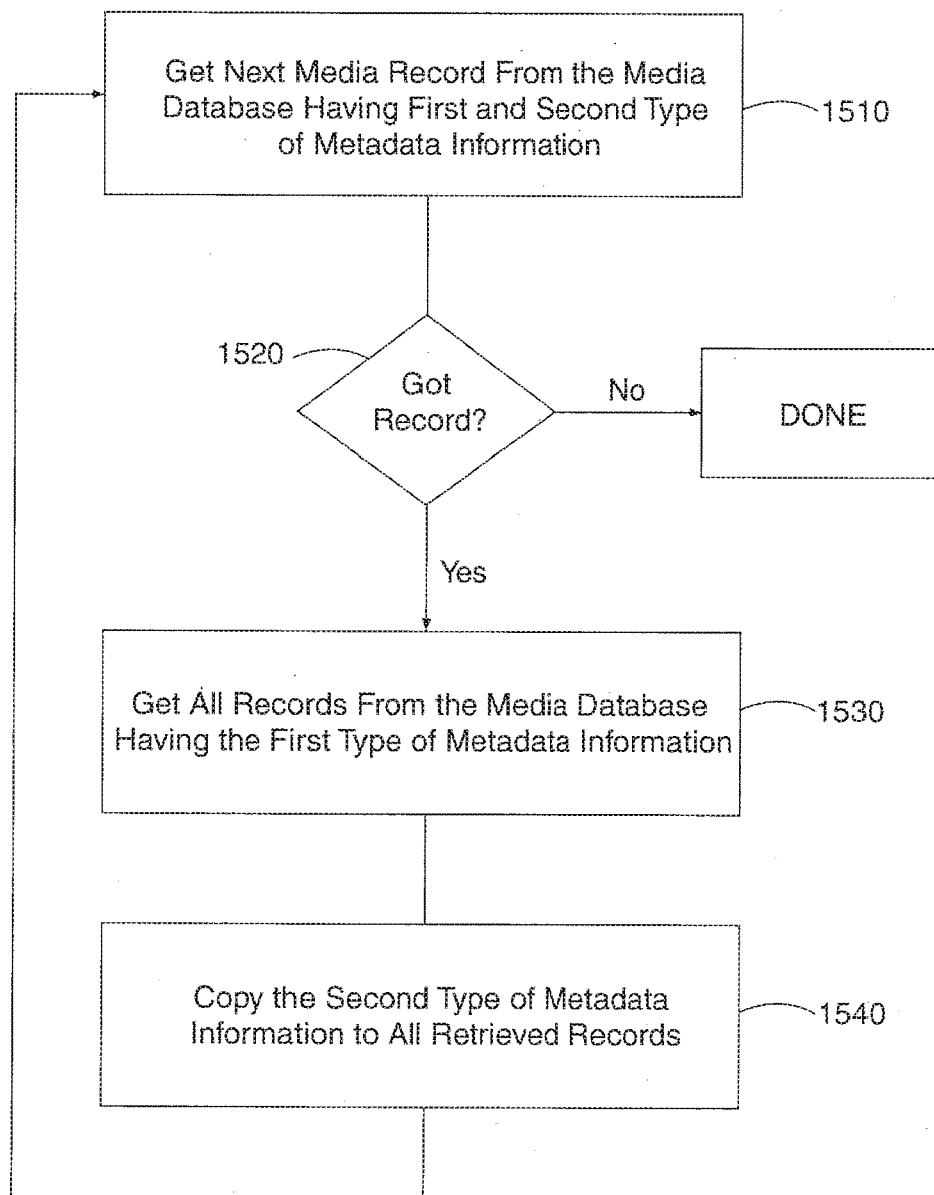 Get Next Media Record From the Media
Database Having First and Second Type
of Metadata Information
1510
1520
Got
Record?
No
DONE
Yes
Get All Records From the Media Database
Having the First Type of Metadata Information
1530
Copy the Second Type of Metadata
Information to All Retrieved Records
1540